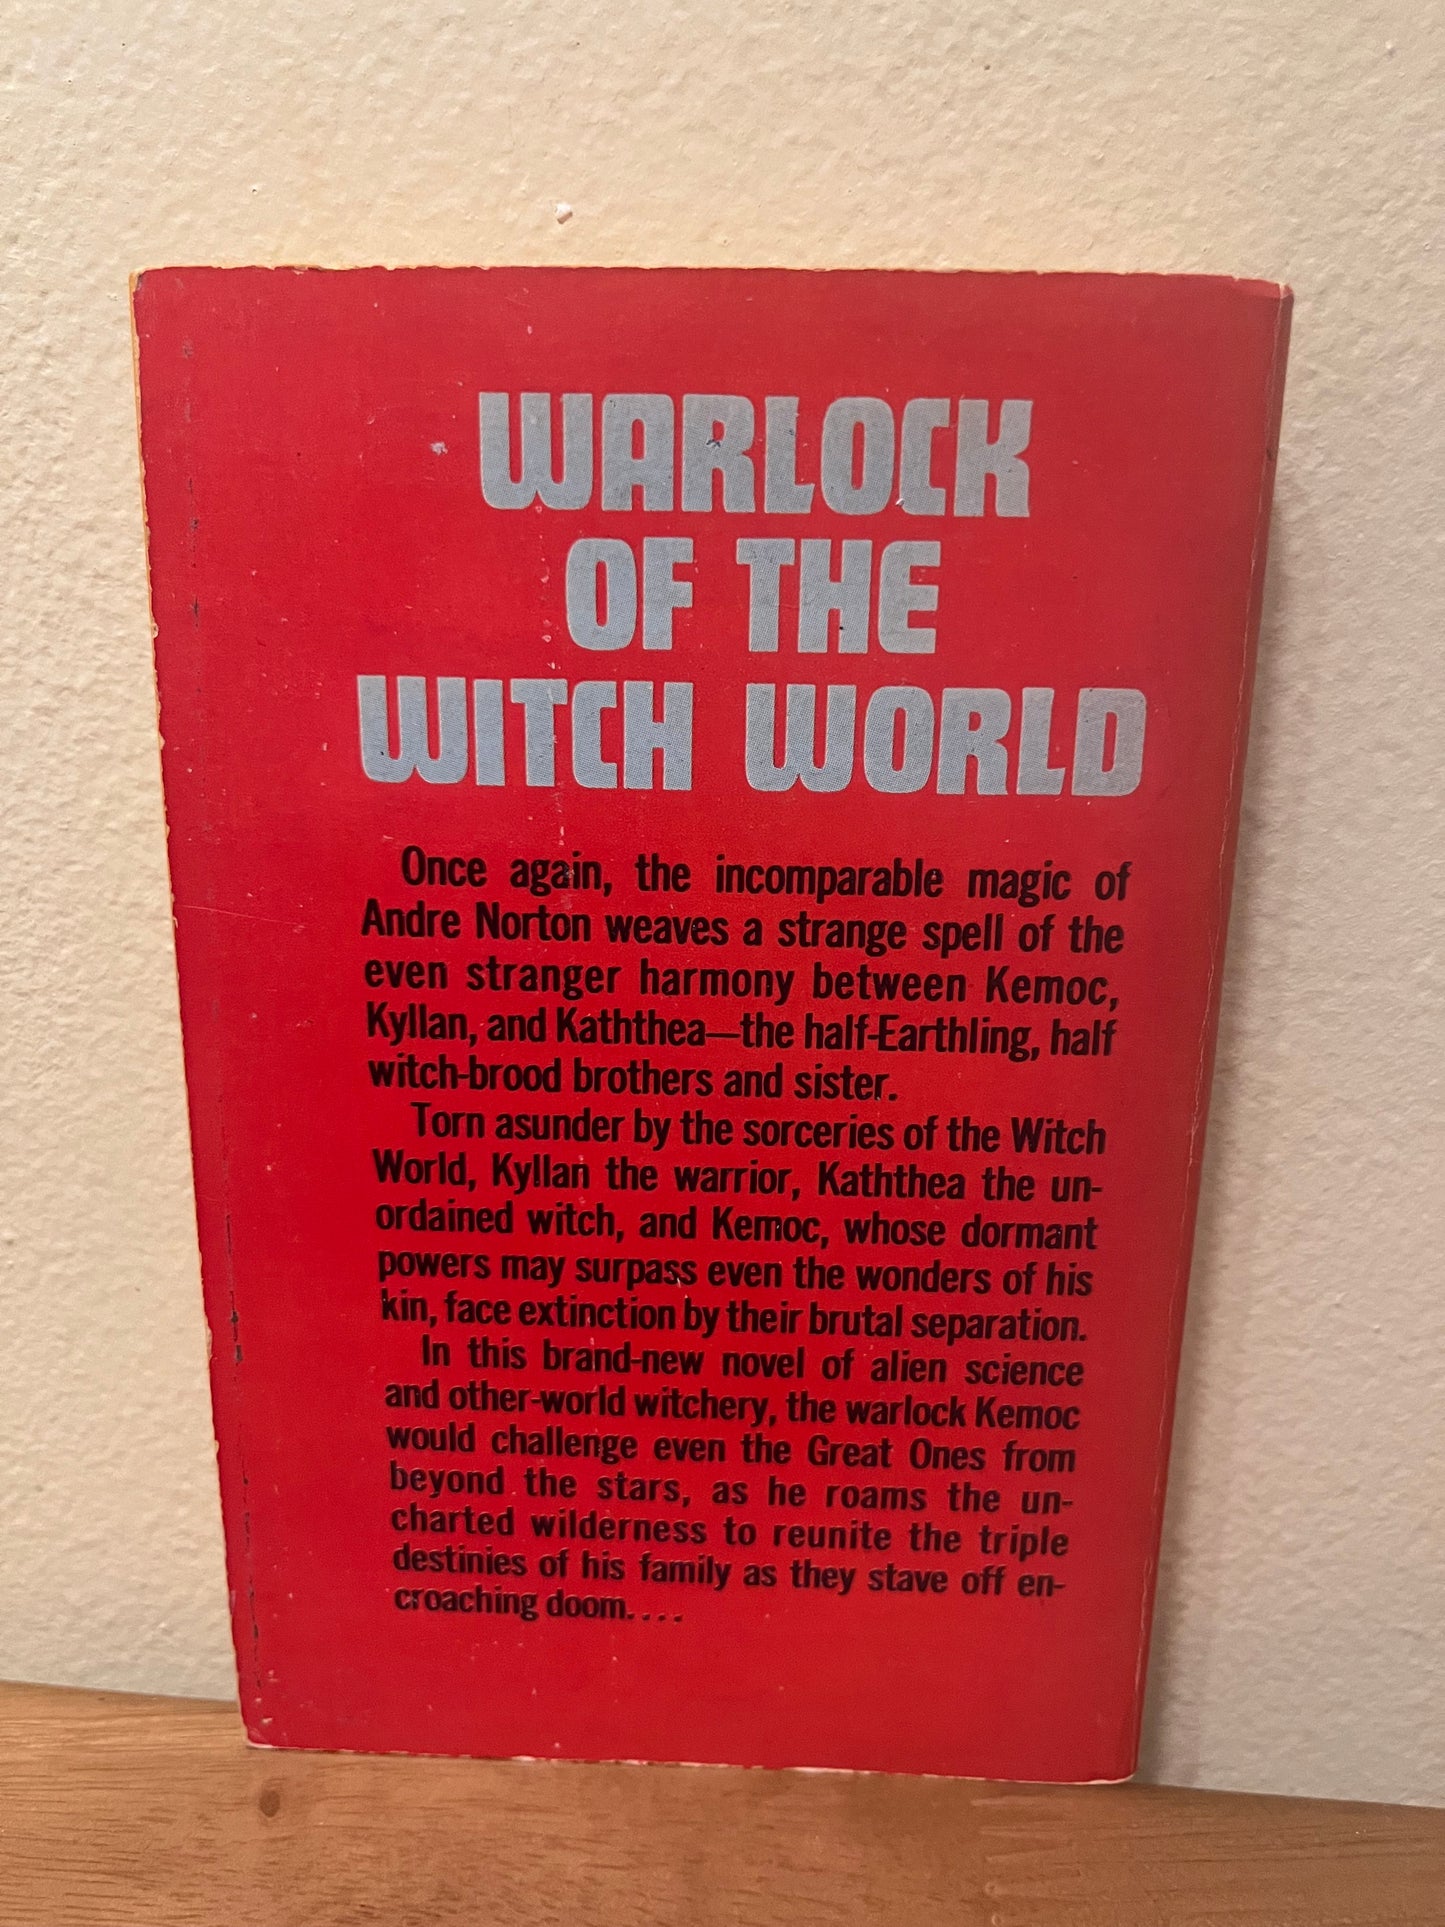 WARLOCK
OF THE
WITCH WORLD
Once again, the incomparable magic of
Andre Norton weaves a strange spell of the
even stranger harmony between Kemoc,
Kyllan, and Kaththea—the half-Earthling, half
witch-brood brothers and sister.
Torn asunder by the sorceries of the Witch
World, Kyllan the warrior, Kaththea the un-
ordained witch, and Kemoc, whose dormant
powers may surpass even the wonders of his
kin, face extinction by their brutal separation.
In this brand-new novel of alien science
and other-world witchery, the warlock Kemoc
would challenge even the Great Ones from
beyond the stars, as he roams the un-
charted wilderness to reunite the triple
destinies of his family as they stave off en-
croaching doom....